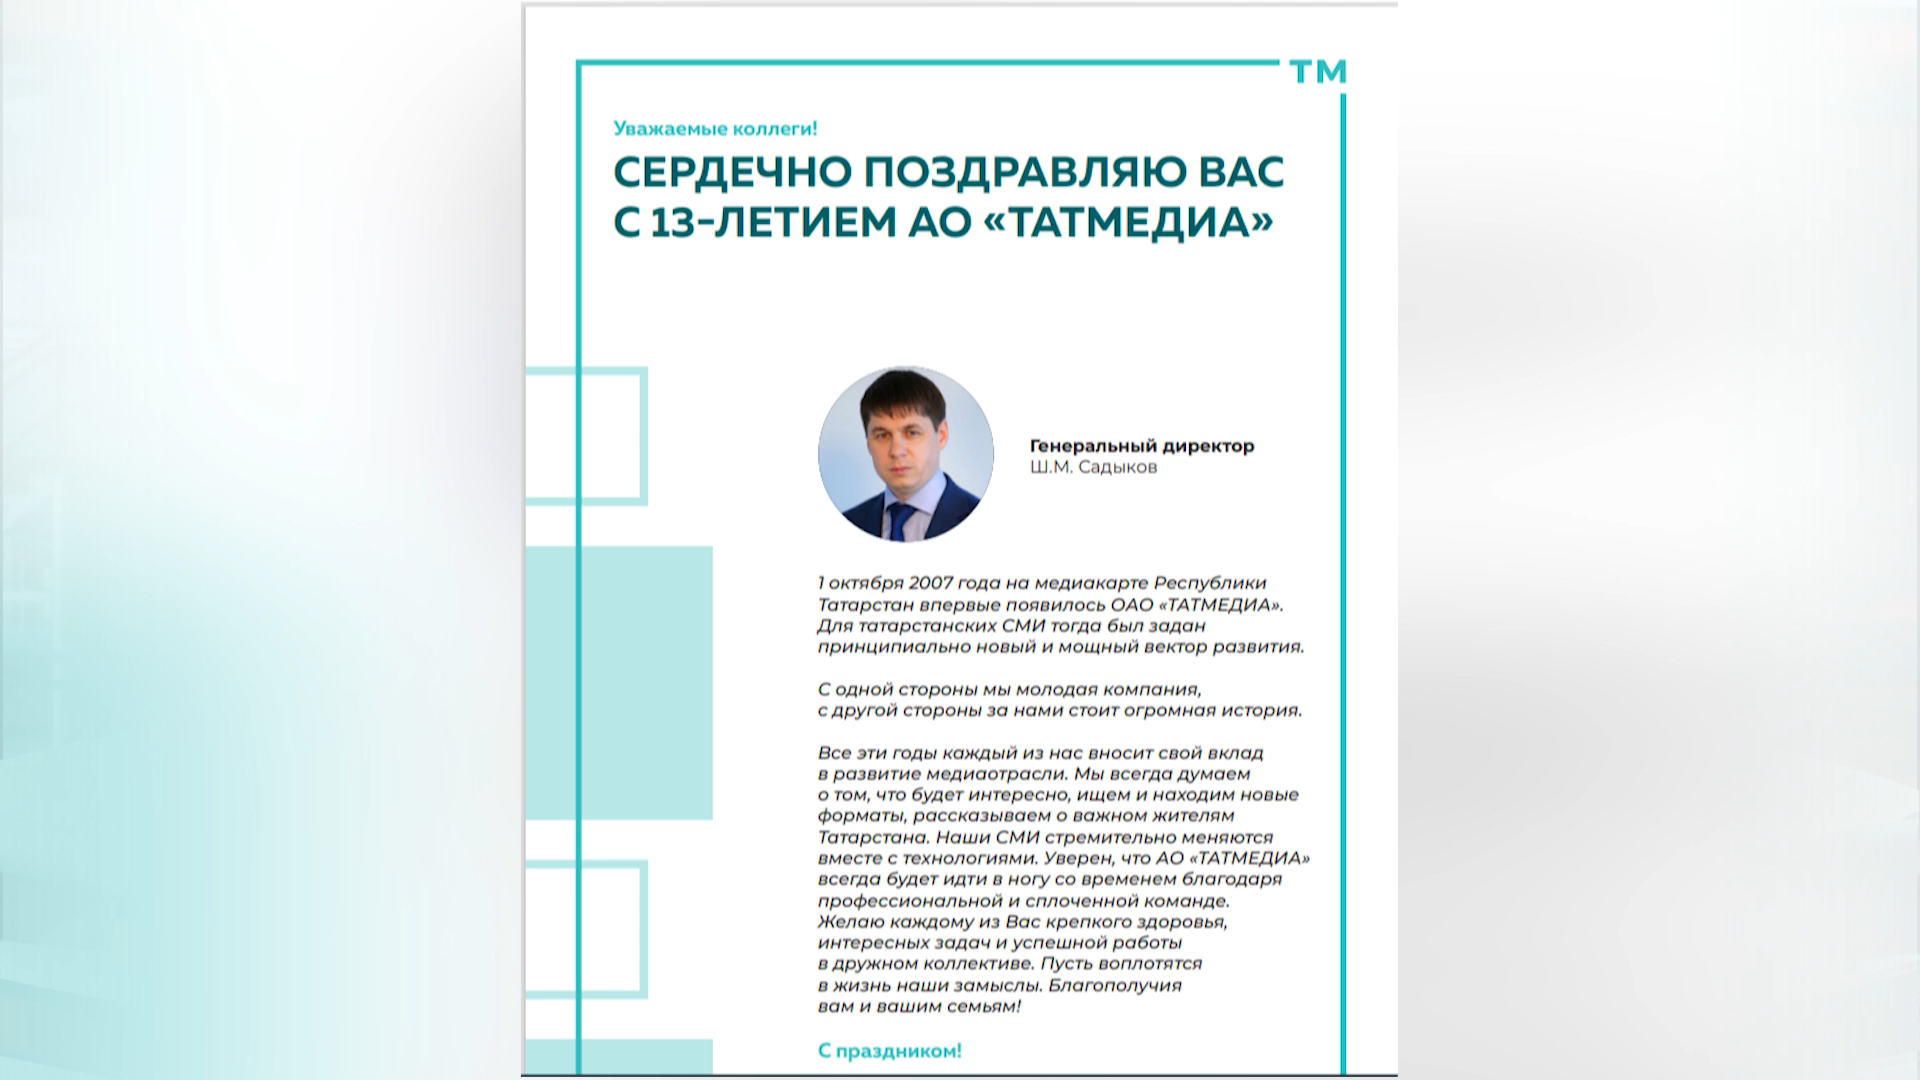 ТМ
Уважаемые коллеги!
СЕРДЕЧНО ПОЗДРАВЛЯЮ ВАС
С 13-ЛЕТИЕМ АО «ТАТМЕДИА»
Генеральный директор
Ш.М. Садыков
1 октября 2007 года на медиакарте Республики
Татарстан впервые появилось ОАО «ТАТМЕДИА».
Для татарстанских СМИ тогда был задан
принципиально новый и мощный вектор развития.
С одной стороны мы молодая компания,
с другой стороны за нами стоит огромная история.
Все эти годы каждый из нас вносит свой вклад
в развитие медиаотрасли. Мы всегда думаем
о том, что будет интересно, ищем и находим новые
форматы, рассказываем о важном жителям
Татарстана. Наши СМИ стремительно меняются
вместе с технологиями. Уверен, что АО «ТАТМЕДИА»
всегда будет идти в ногу со временем благодаря
профессиональной и сплоченной команде.
Желаю каждому из Вас крепкого здоровья,
интересных задач и успешной работы
в дружном коллективе. Пусть воплотятся
в жизнь наши замыслы. Благополучия
вам и вашим семьям!
С праздником!